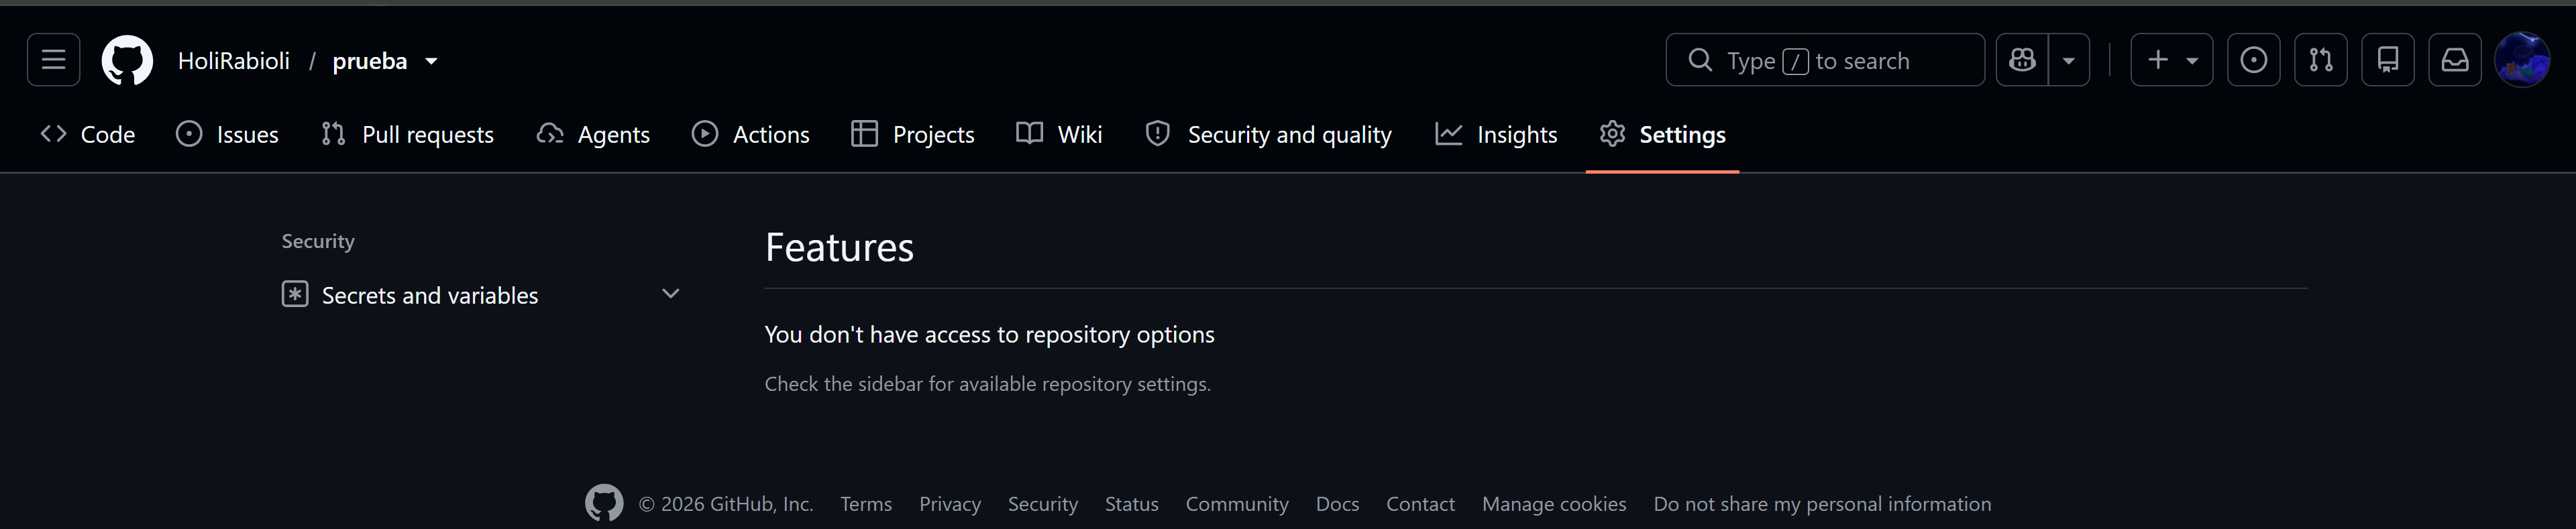 HoliRabioli / prueba
Type / to search
Code Issues Pull requests Agents Actions Projects Wiki Security and quality Insights Settings
Security
Secrets and variables
Features
You don't have access to repository options
Check the sidebar for available repository settings.
© 2026 GitHub, Inc. Terms Privacy Security Status Community Docs Contact Manage cookies Do not share my personal information